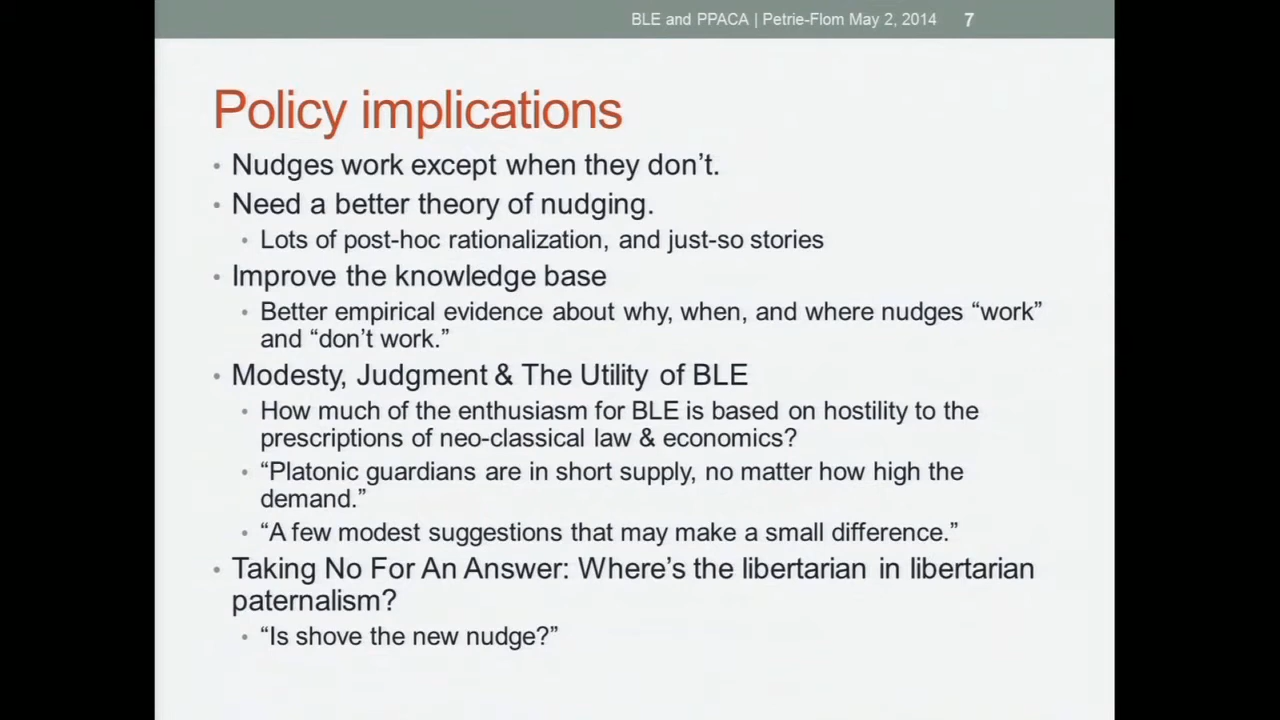 BLE and PPACA | Petrie-Flom May 2, 2014 7
Policy implications
• Nudges work except when they don’t.
• Need a better theory of nudging.
• Lots of post-hoc rationalization, and just-so stories
• Improve the knowledge base
• Better empirical evidence about why, when, and where nudges “work”
and “don’t work.”
• Modesty, Judgment & The Utility of BLE
• How much of the enthusiasm for BLE is based on hostility to the
prescriptions of neo-classical law & economics?
• “Platonic guardians are in short supply, no matter how high the
demand.”
• “A few modest suggestions that may make a small difference.”
• Taking No For An Answer: Where’s the libertarian in libertarian
paternalism?
• “Is shove the new nudge?”